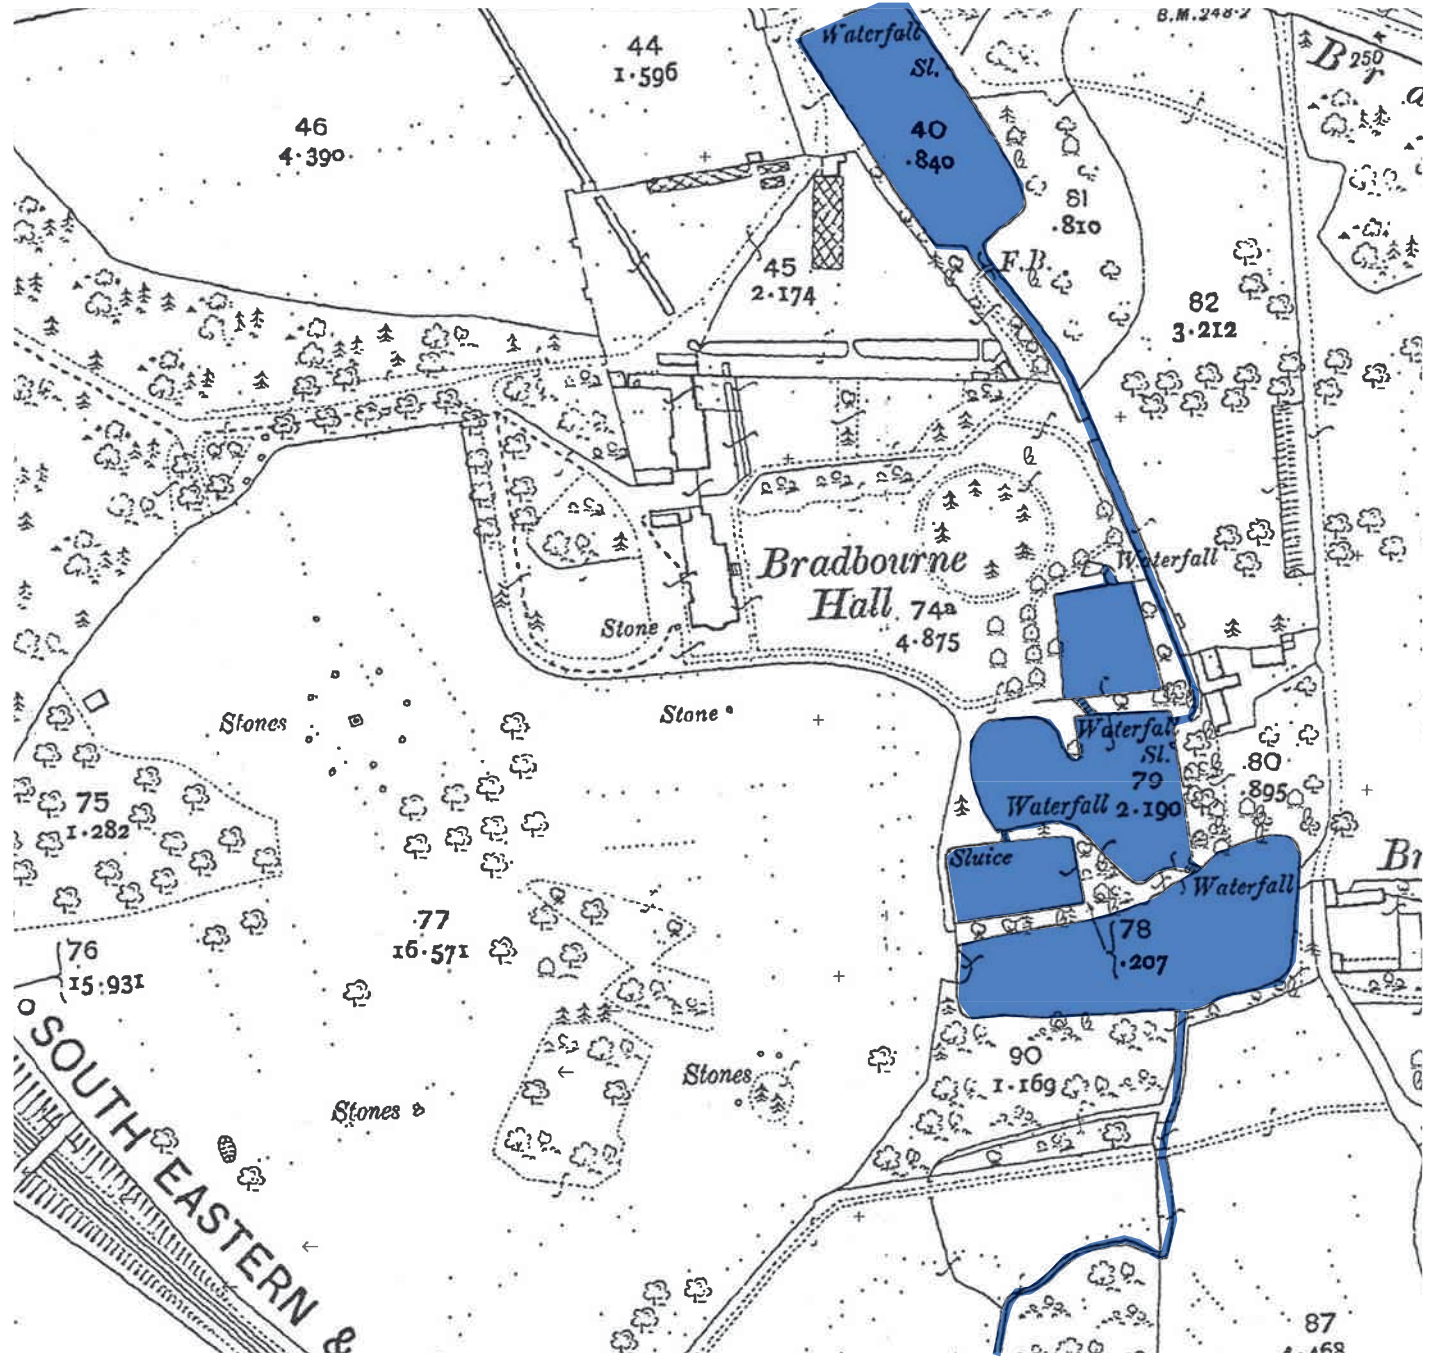 B.M. 248·2
Waterfall
Sl.
44
1·596
B r
250
a
46
4·390
40
·840
81
·810
F.B.
45
2·174
82
3·212
Waterfall
Bradbourne
Hall
74a
4·875
Stone
Stones
Stone
Waterfall
Sl.
79
2·190
Waterfall
80
·895
75
1·282
Sluice
Br
Waterfall
77
16·571
78
·207
76
15·931
90
1·169
Stones
Stones
SOUTH EASTERN &
87